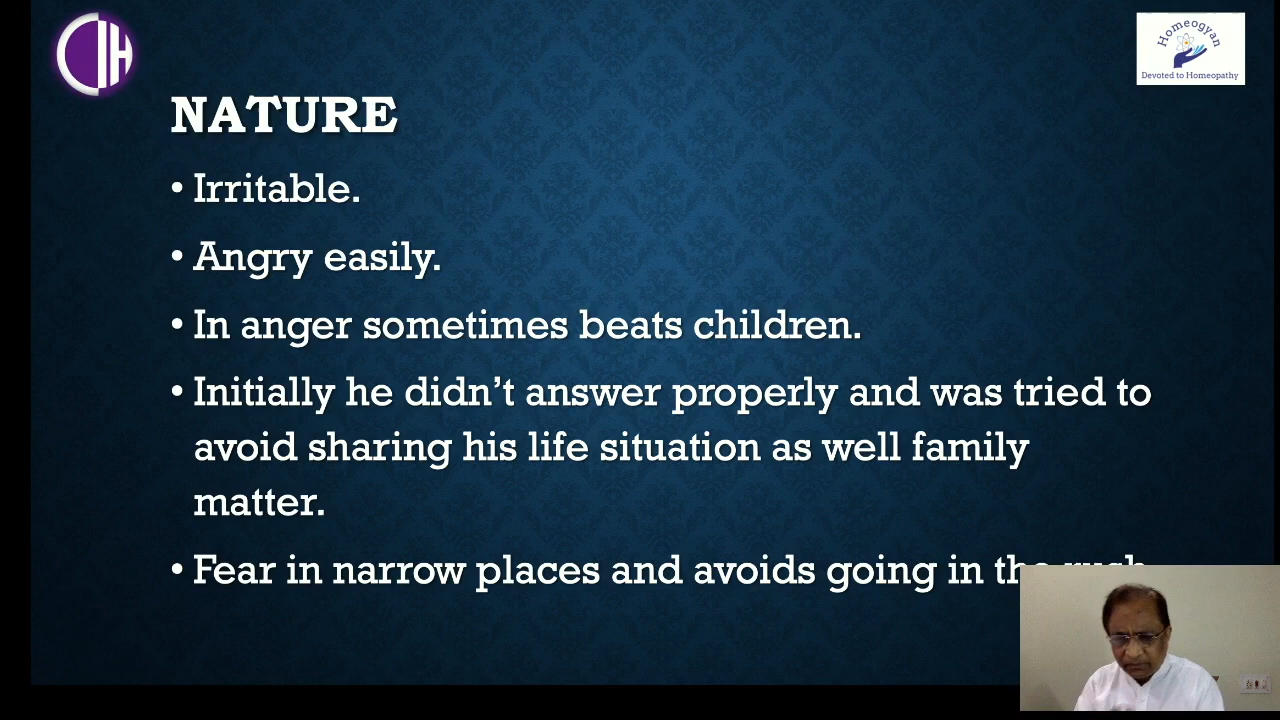 Homeogyan
Devoted to Homeopathy
NATURE
• Irritable.
• Angry easily.
• In anger sometimes beats children.
• Initially he didn't answer properly and was tried to
avoid sharing his life situation as well family
matter.
• Fear in narrow places and avoids going in the